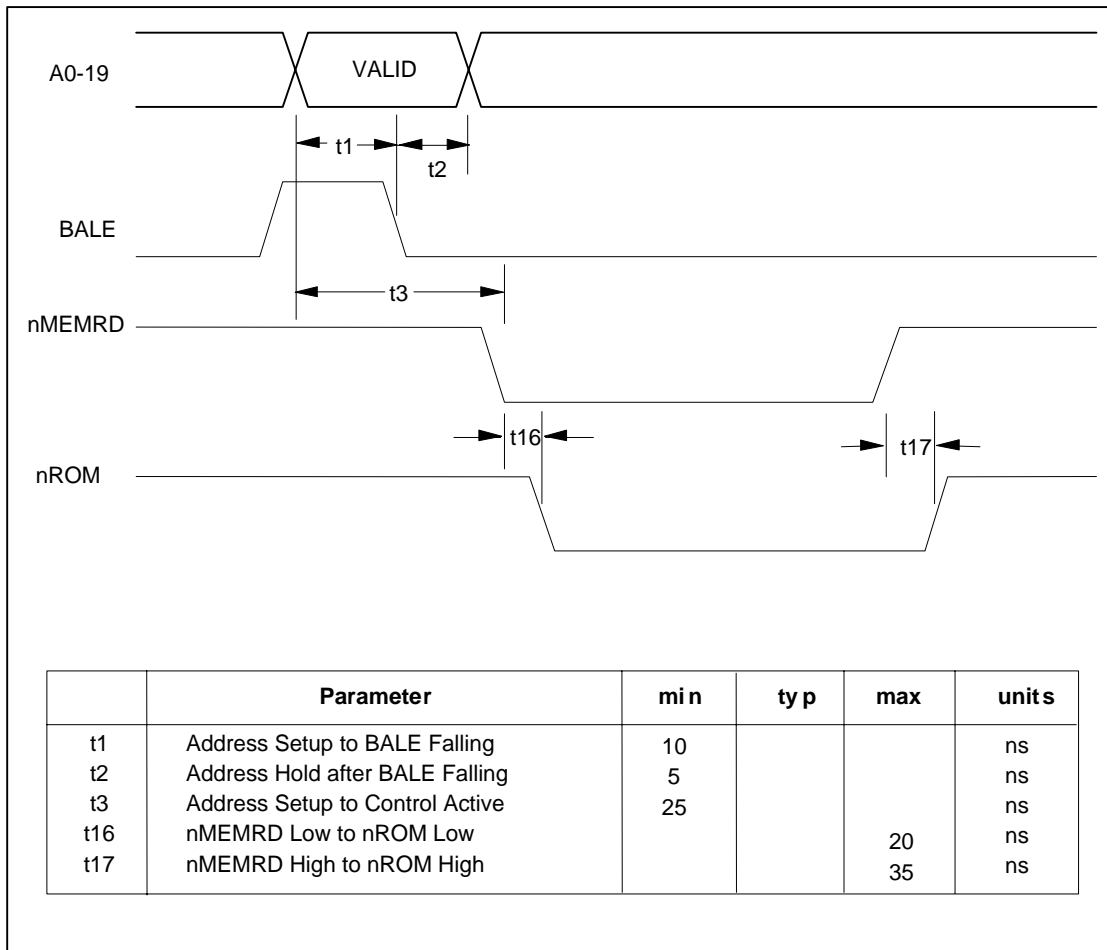 A0-19
VALID
t1
t2
BALE
t3
nMEMRD
t16
t17
nROM
Parameter min typ max units
t1 Address Setup to BALE Falling 10 ns
t2 Address Hold after BALE Falling 5 ns
t3 Address Setup to Control Active 25 ns
t16 nMEMRD Low to nROM Low 20 ns
t17 nMEMRD High to nROM High 35 ns